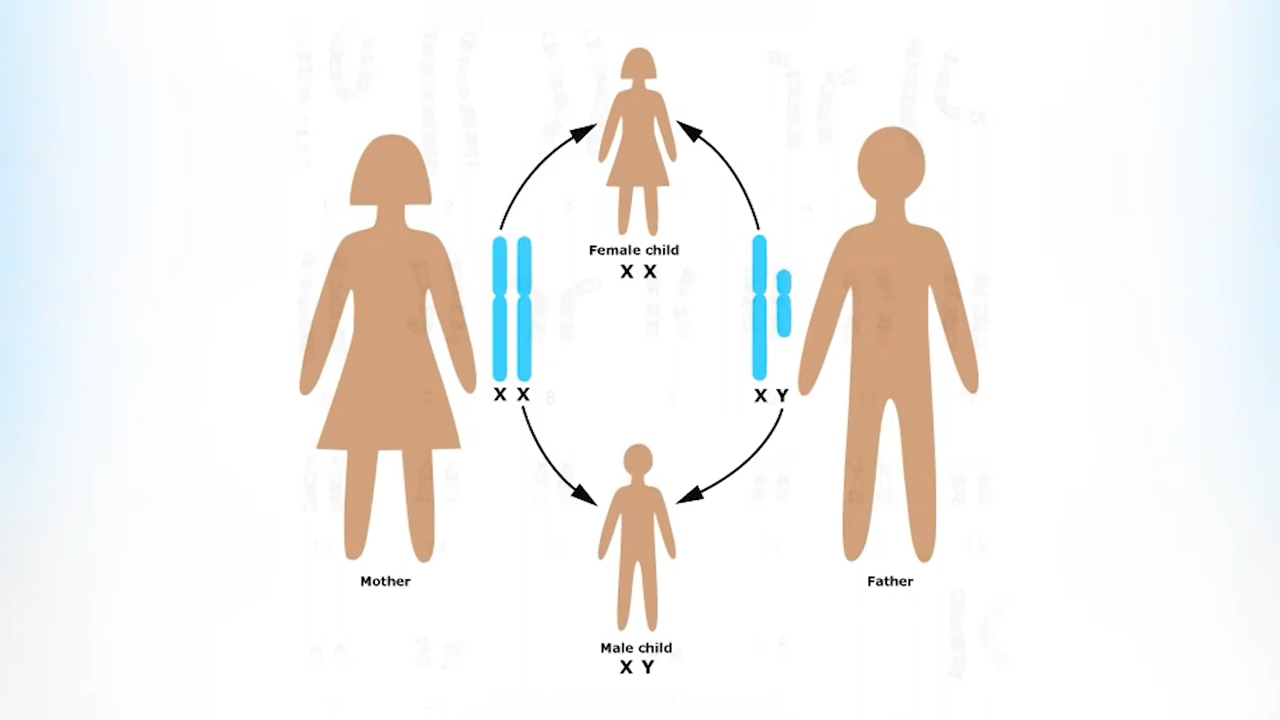 Female child
X X
X X
X Y
Mother
Father
Male child
X Y